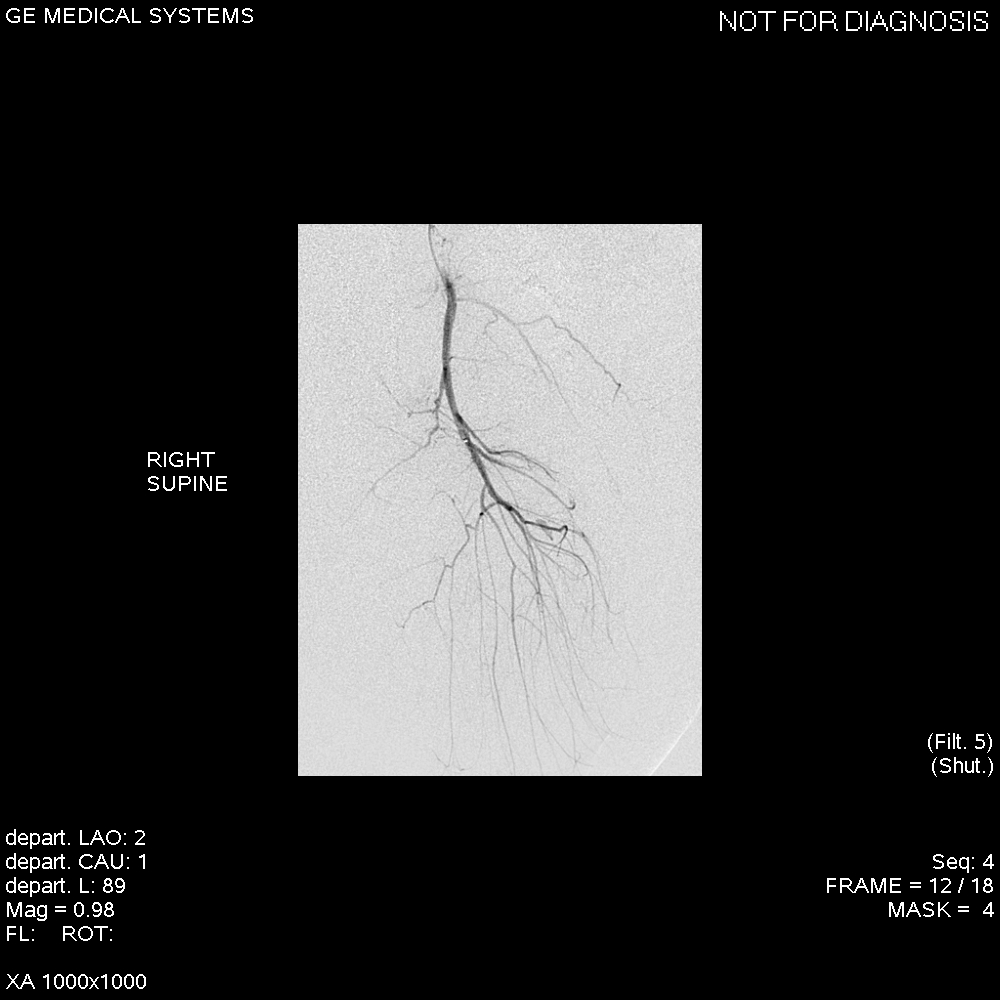 GE MEDICAL SYSTEMS
NOT FOR DIAGNOSIS
RIGHT
SUPINE
(Filt. 5)
(Shut.)
depart. LAO: 2
depart. CAU: 1
depart. L: 89
Mag = 0.98
FL: ROT:
XA 1000x1000
Seq: 4
FRAME = 12 / 18
MASK = 4